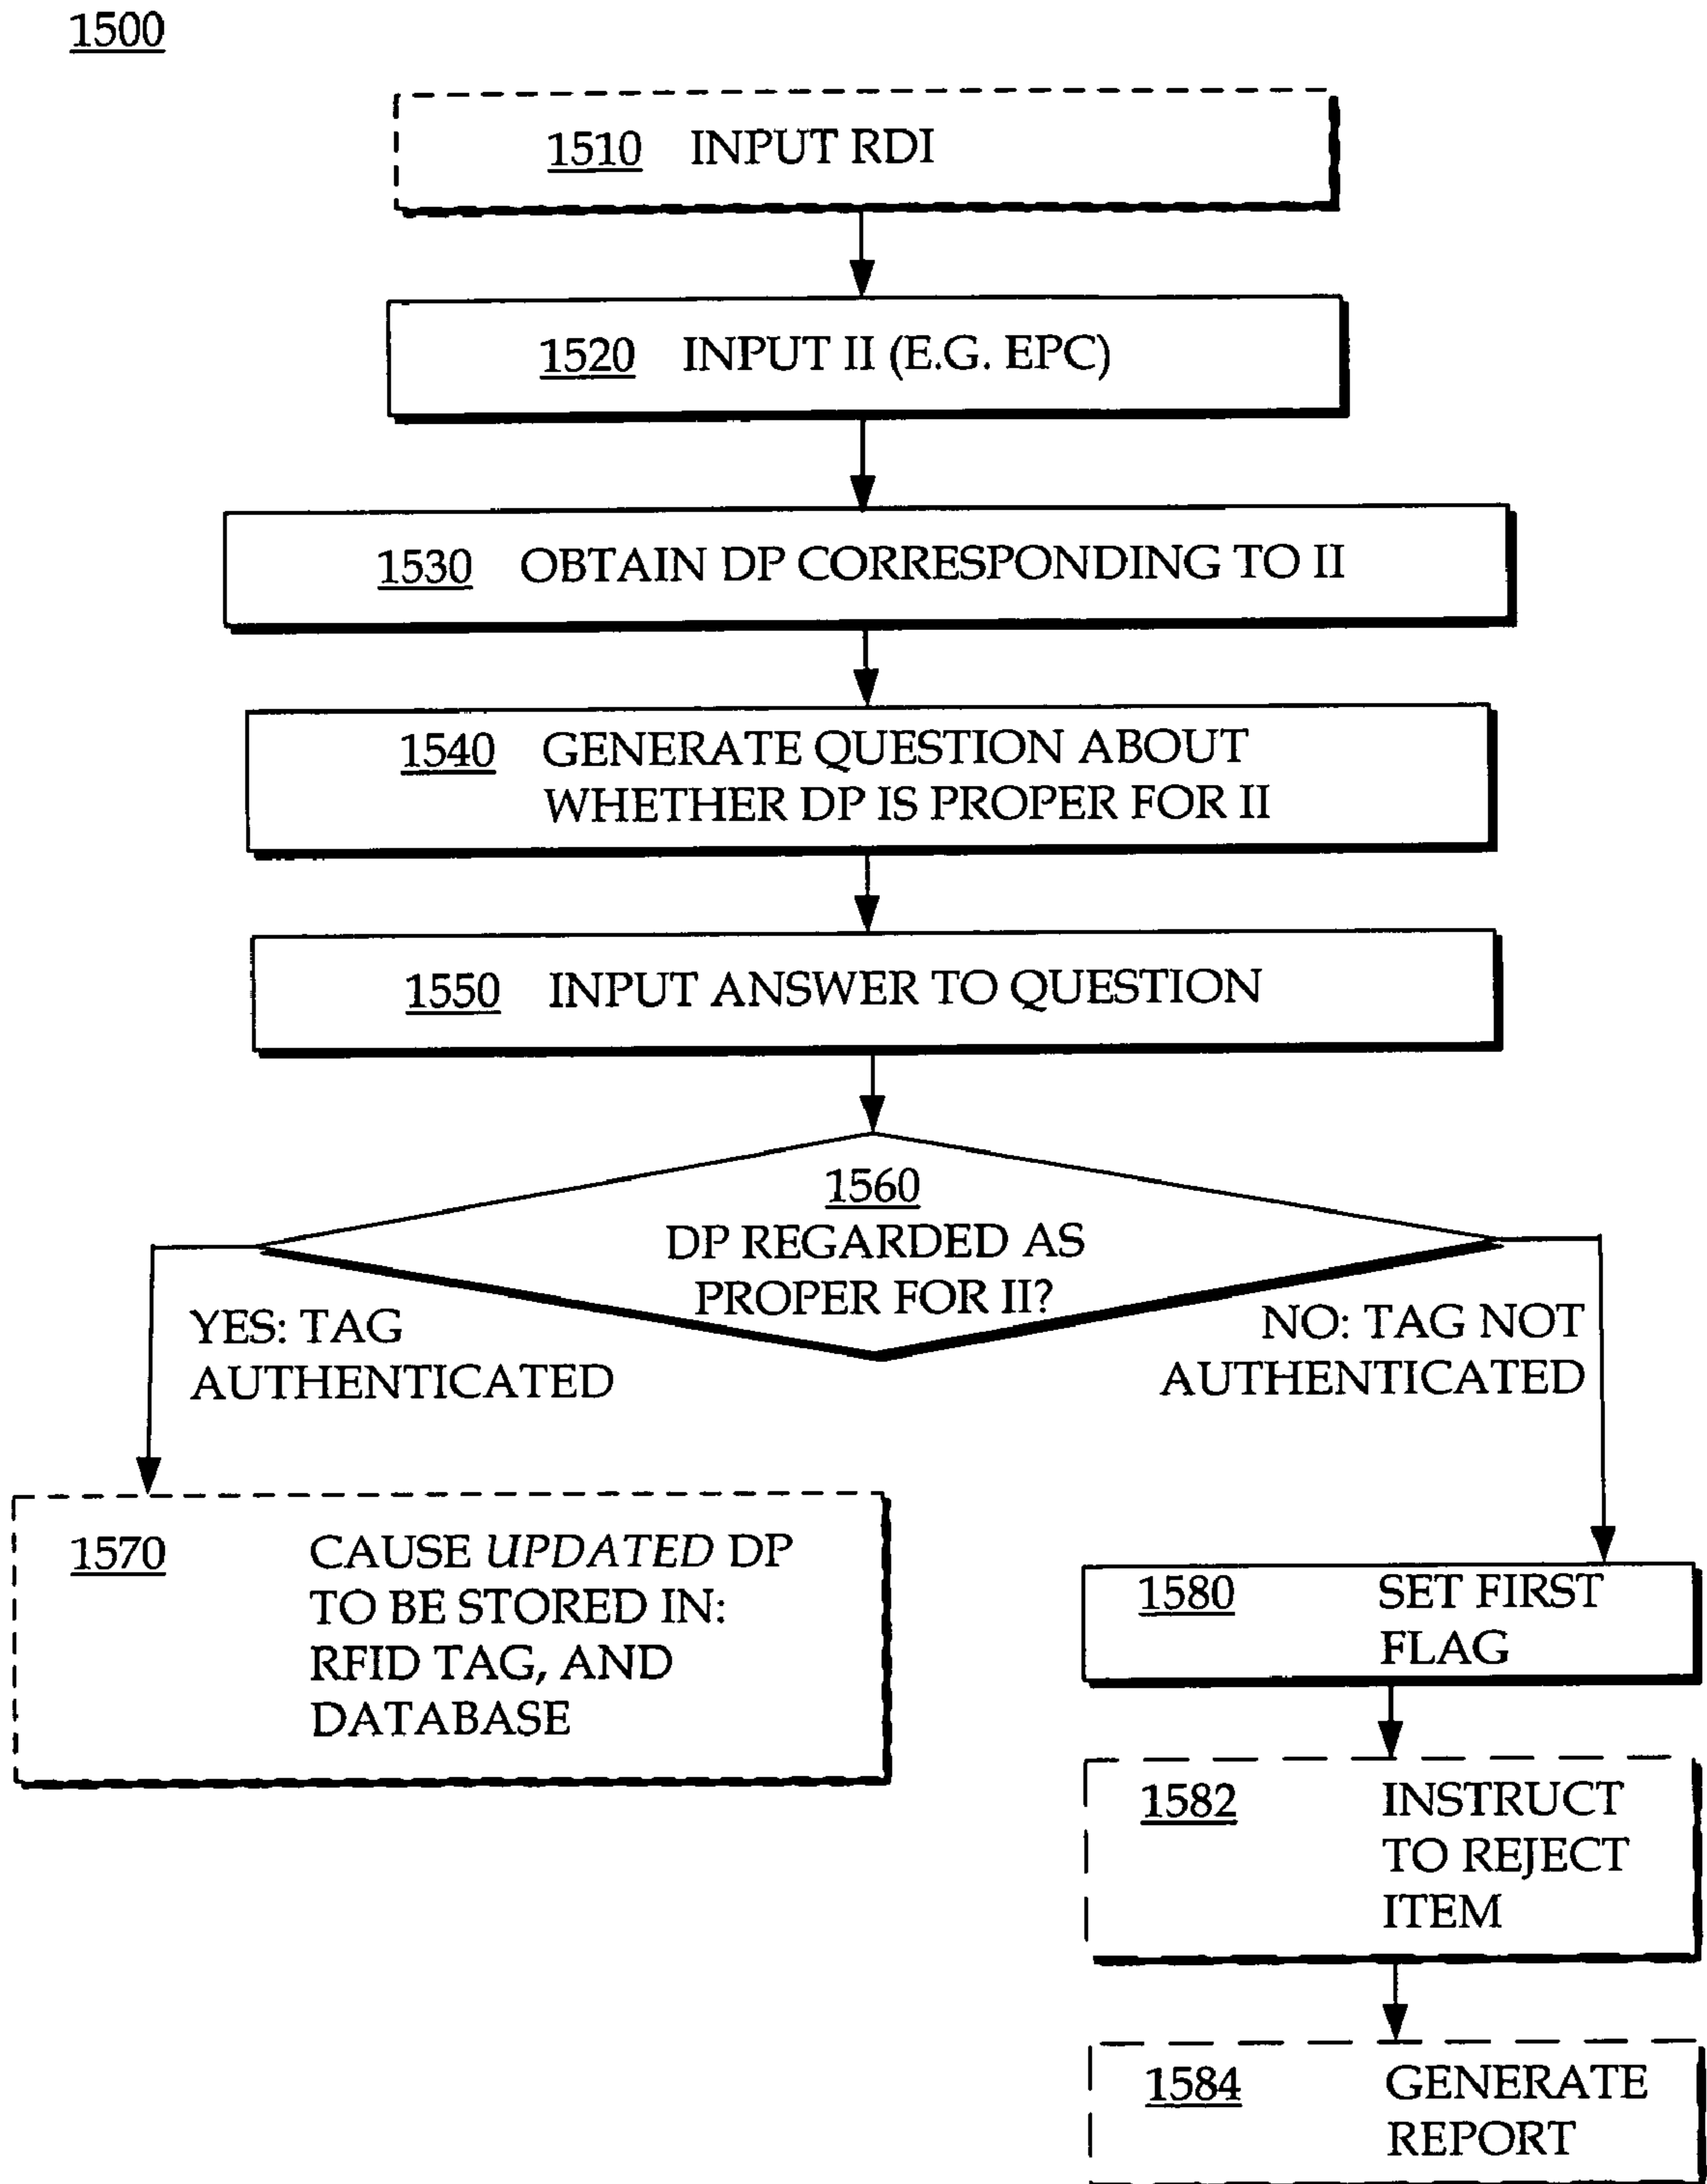 1500
1510 INPUT RDI
1520 INPUT II (E.G. EPC)
1530 OBTAIN DP CORRESPONDING TO II
1540 GENERATE QUESTION ABOUT
WHETHER DP IS PROPER FOR II
1550 INPUT ANSWER TO QUESTION
1560
DP REGARDED AS
PROPER FOR II?
YES: TAG
AUTHENTICATED
NO: TAG NOT
AUTHENTICATED
1570 CAUSE UPDATED DP
TO BE STORED IN:
RFID TAG, AND
DATABASE
1580 SET FIRST
FLAG
1582 INSTRUCT
TO REJECT
ITEM
1584 GENERATE
REPORT